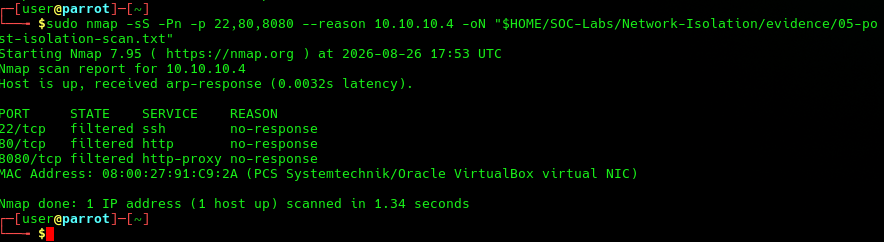 ┌─[user@parrot]─[~]
└──╼ $sudo nmap -sS -Pn -p 22,80,8080 --reason 10.10.10.4 -oN "$HOME/SOC-Labs/Network-Isolation/evidence/05-po
st-isolation-scan.txt"
Starting Nmap 7.95 ( https://nmap.org ) at 2026-08-26 17:53 UTC
Nmap scan report for 10.10.10.4
Host is up, received arp-response (0.0032s latency).

PORT     STATE    SERVICE    REASON
22/tcp   filtered ssh        no-response
80/tcp   filtered http       no-response
8080/tcp filtered http-proxy no-response
MAC Address: 08:00:27:91:C9:2A (PCS Systemtechnik/Oracle VirtualBox virtual NIC)

Nmap done: 1 IP address (1 host up) scanned in 1.34 seconds
┌─[user@parrot]─[~]
└──╼ $